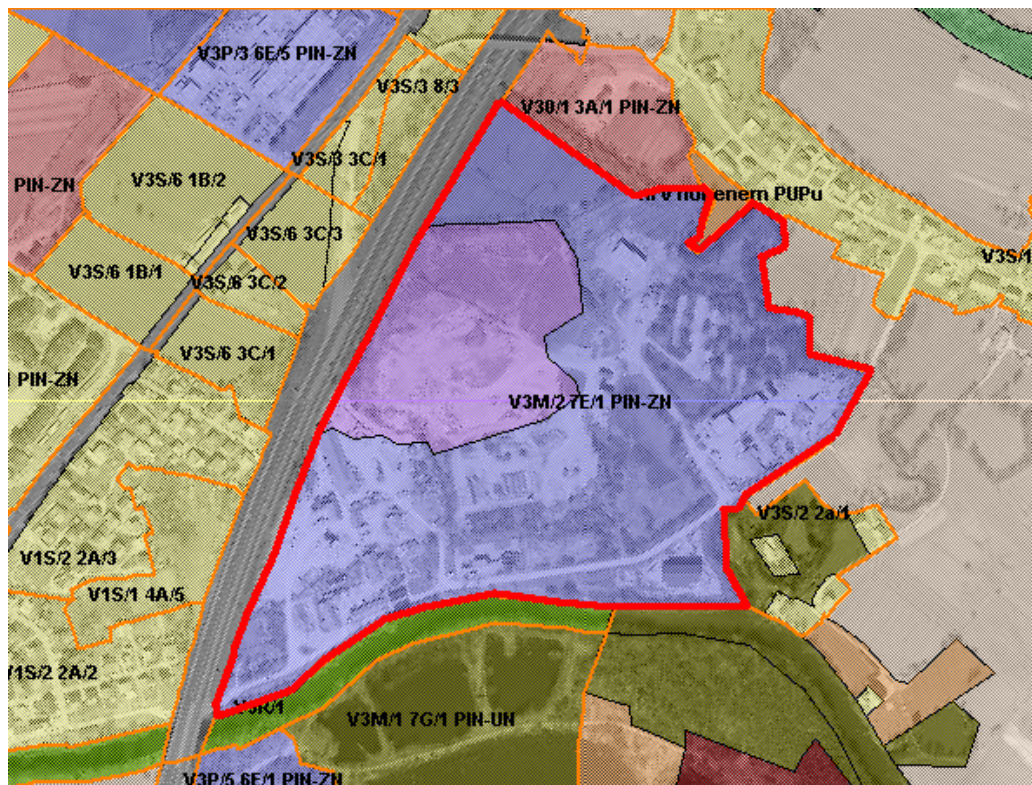 V3P/3 6E/5 PIN-ZN
V3S/3 8/3
V30/1 3A/1 PIN-ZN
V3S/3 3C/1
V3S/6 1B/2
PIN-ZN
PUPu
V3S/6 3C/3
V3S/1
V3S/6 1B/1
V3S/6 3C/2
V3S/6 3C/1
PIN-ZN
V3M/2 7E/1 PIN-ZN
V3S/2 2a/1
V1S/2 2A/3
V1S/1 4A/5
V1S/2 2A/2
V3R/1
V3M/1 7G/1 PIN-UN
V3P/5 6E/1 PIN-ZN